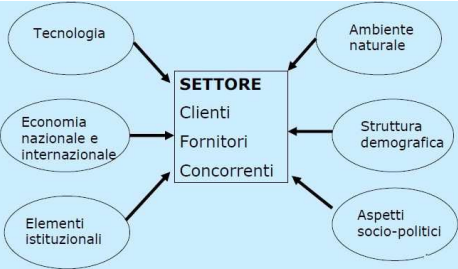 Tecnologia
Ambiente
naturale
SETTORE
Clienti
Fornitori
Concorrenti
Economia
nazionale e
internazionale
Struttura
demografica
Elementi
istituzionali
Aspetti
socio-politici